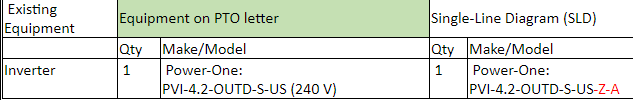 Existing Equipment on PTO letter Single-Line Diagram (SLD)
Equipment
Qty Make/Model Qty Make/Model
Inverter 1 Power-One: 1 Power-One:
PVI-4.2-OUTD-S-US (240 V) PVI-4.2-OUTD-S-US-Z-A